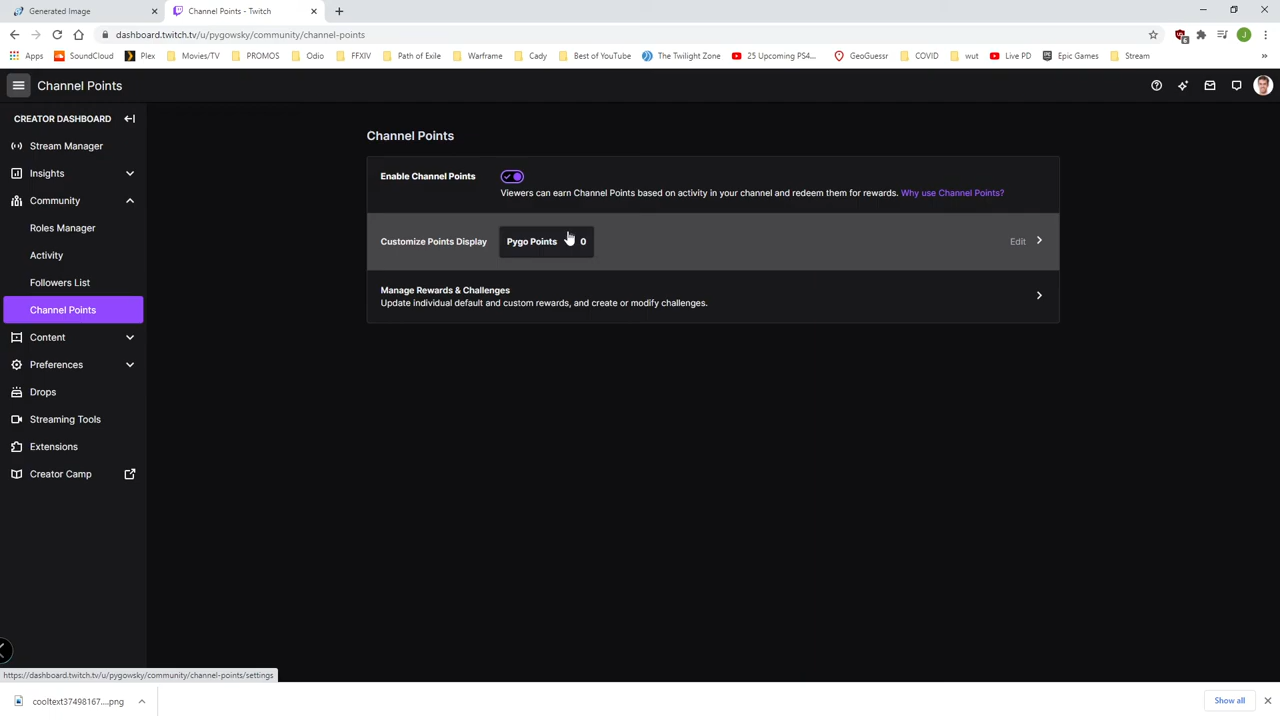 Generated Image
Channel Points - Twitch
dashboard.twitch.tv/u/pygowsky/community/channel-points
J
Apps
SoundCloud
Plex
Movies/TV
PROMOS
Odio
FFXIV
Path of Exile
Warframe
Cady
Best of YouTube
The Twilight Zone
25 Upcoming PS4...
GeoGuessr
COVID
wut
Live PD
Epic Games
Stream
»
Channel Points
CREATOR DASHBOARD
Stream Manager
Insights
Community
Roles Manager
Activity
Followers List
Channel Points
Content
Preferences
Drops
Streaming Tools
Extensions
Creator Camp
Channel Points
Enable Channel Points
Viewers can earn Channel Points based on activity in your channel and redeem them for rewards. Why use Channel Points?
Customize Points Display
Pygo Points 0
Edit
Manage Rewards & Challenges
Update individual default and custom rewards, and create or modify challenges.
https://dashboard.twitch.tv/u/pygowsky/community/channel-points/settings
cooltext37498167....png
Show all